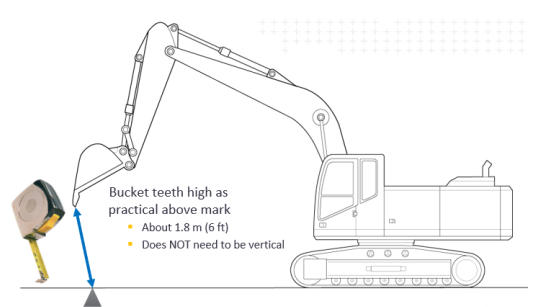 Bucket teeth high as
practical above mark
About 1.8 m (6 ft)
Does NOT need to be vertical